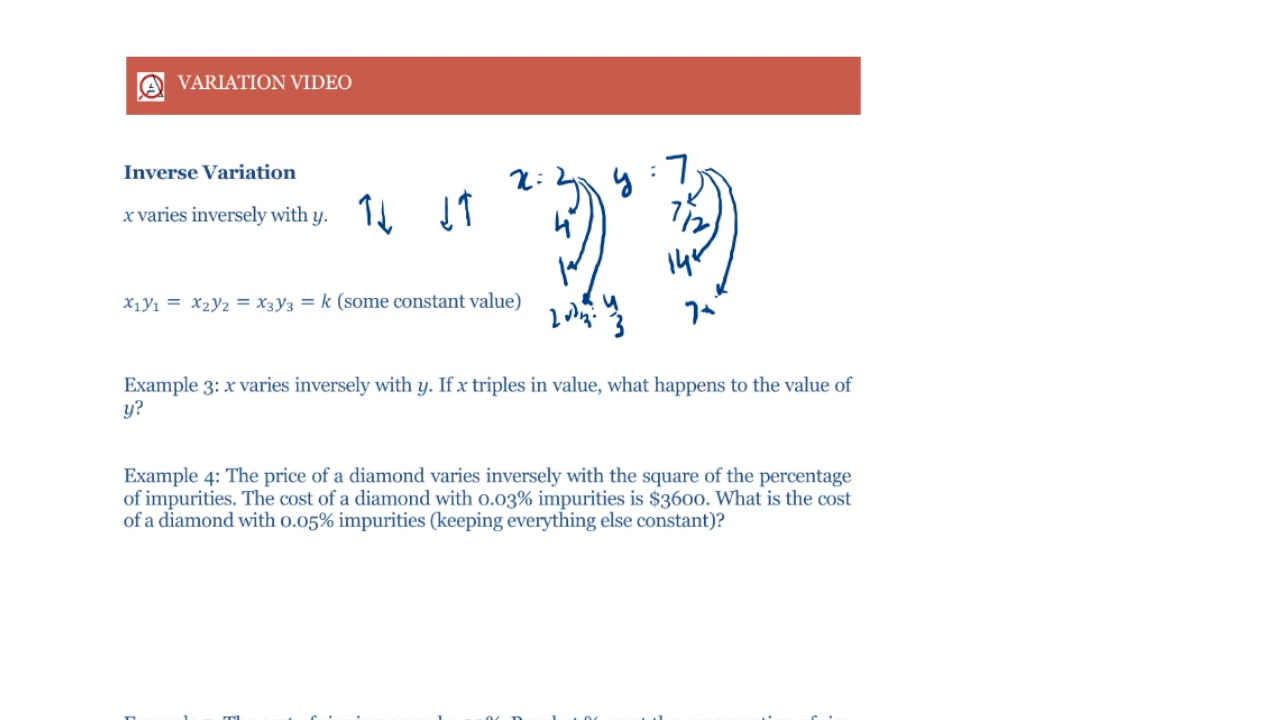 VARIATION VIDEO
Inverse Variation
x : 2 y : 7
x varies inversely with y. ↑↓ ↓↑
4 7/2
1 14
x₁y₁ = x₂y₂ = x₃y₃ = k (some constant value)
4/3 7×
Example 3: x varies inversely with y. If x triples in value, what happens to the value of
y?
Example 4: The price of a diamond varies inversely with the square of the percentage
of impurities. The cost of a diamond with 0.03% impurities is $3600. What is the cost
of a diamond with 0.05% impurities (keeping everything else constant)?